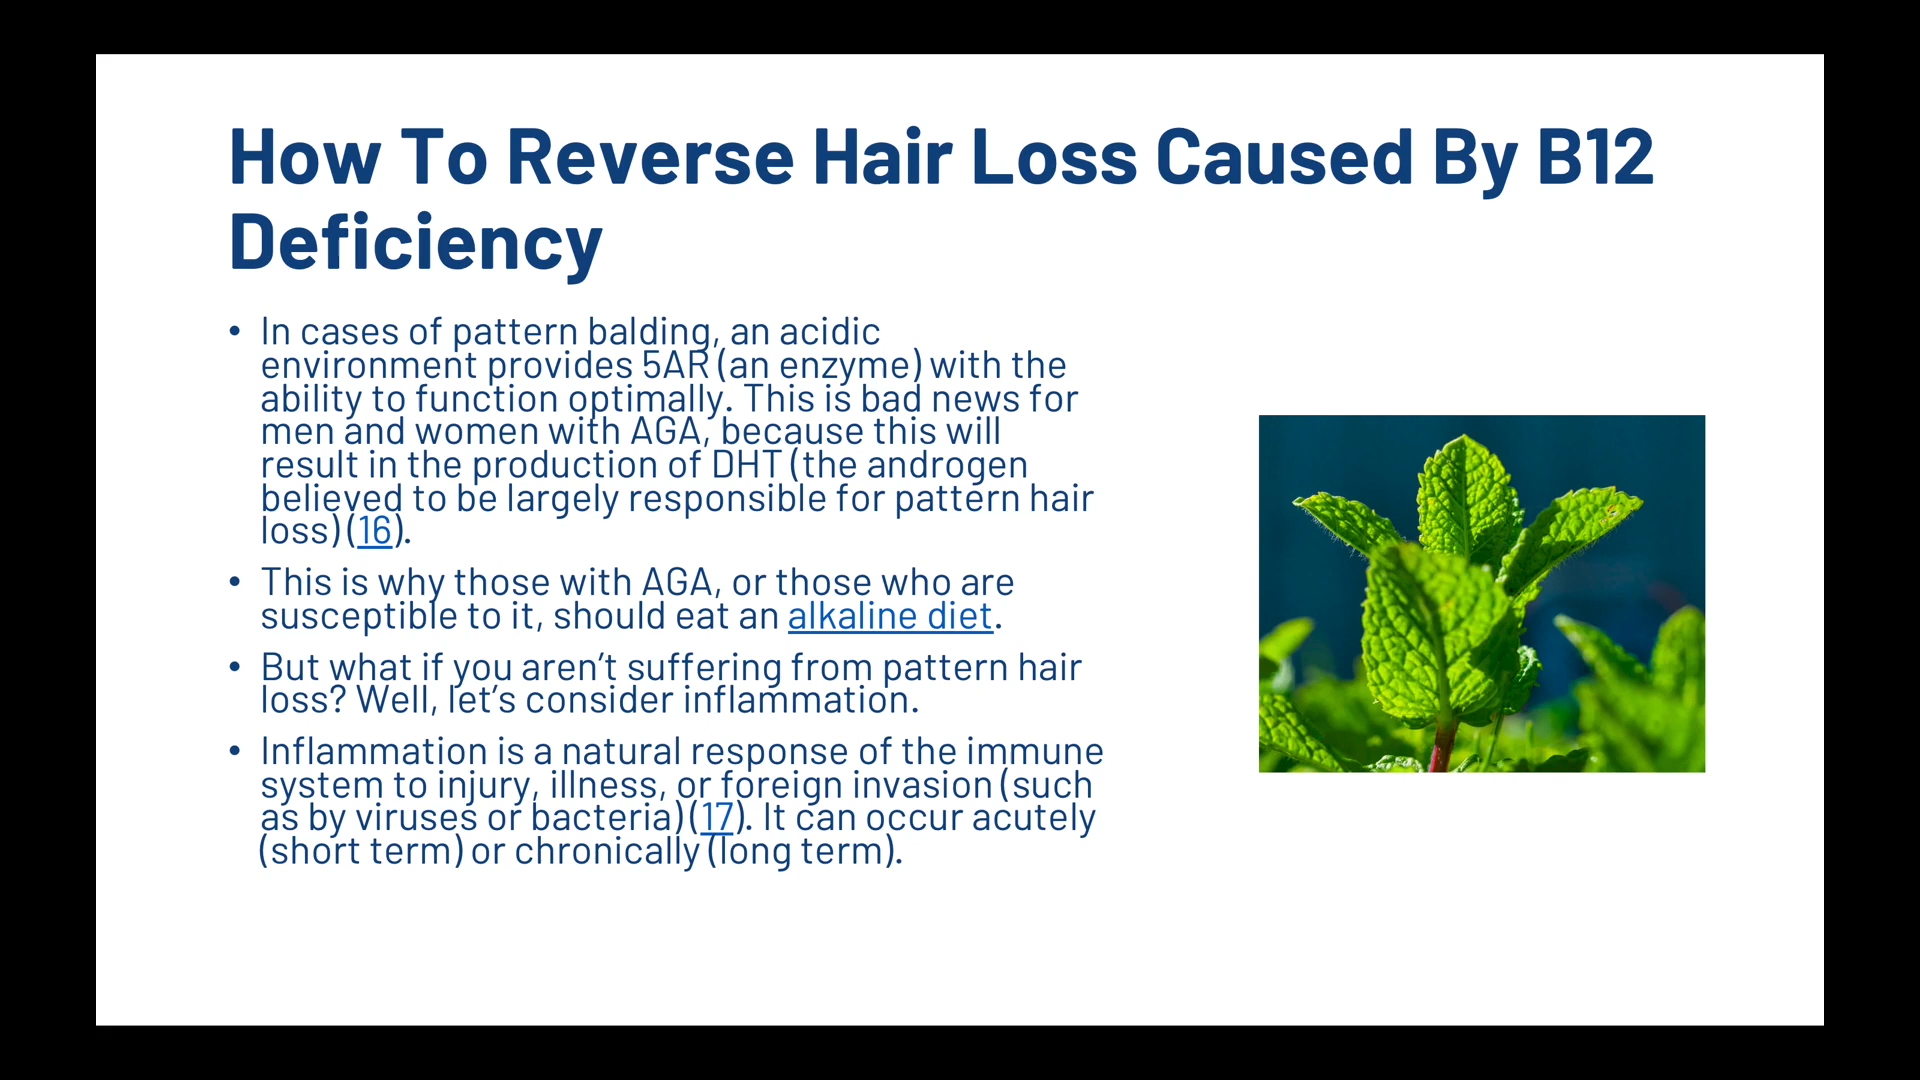 How To Reverse Hair Loss Caused By B12
Deficiency
• In cases of pattern balding, an acidic
environment provides 5AR (an enzyme) with the
ability to function optimally. This is bad news for
men and women with AGA, because this will
result in the production of DHT (the androgen
believed to be largely responsible for pattern hair
loss) (16).
• This is why those with AGA, or those who are
susceptible to it, should eat an alkaline diet.
• But what if you aren’t suffering from pattern hair
loss? Well, let’s consider inflammation.
• Inflammation is a natural response of the immune
system to injury, illness, or foreign invasion (such
as by viruses or bacteria) (17). It can occur acutely
(short term) or chronically (long term).